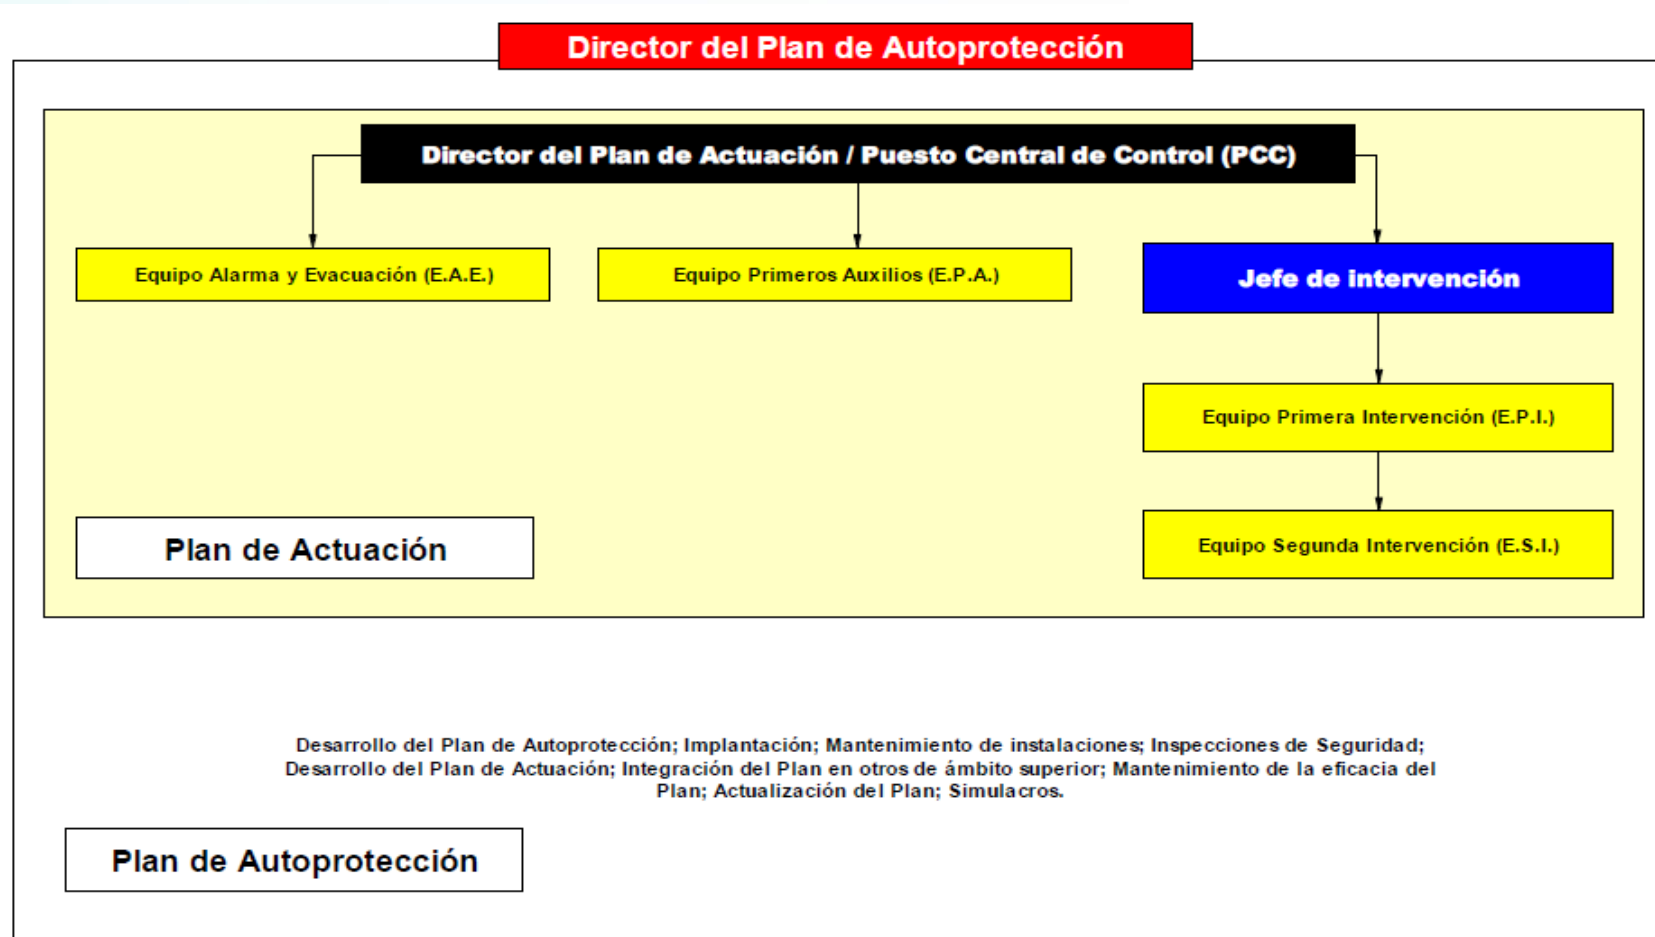 Director del Plan de Autoprotección
Director del Plan de Actuación / Puesto Central de Control (PCC)
Equipo Alarma y Evacuación (E.A.E.)
Equipo Primeros Auxilios (E.P.A.)
Jefe de intervención
Equipo Primera Intervención (E.P.I.)
Equipo Segunda Intervención (E.S.I.)
Plan de Actuación
Desarrollo del Plan de Autoprotección; Implantación; Mantenimiento de instalaciones; Inspecciones de Seguridad;
Desarrollo del Plan de Actuación; Integración del Plan en otros de ámbito superior; Mantenimiento de la eficacia del
Plan; Actualización del Plan; Simulacros.
Plan de Autoprotección